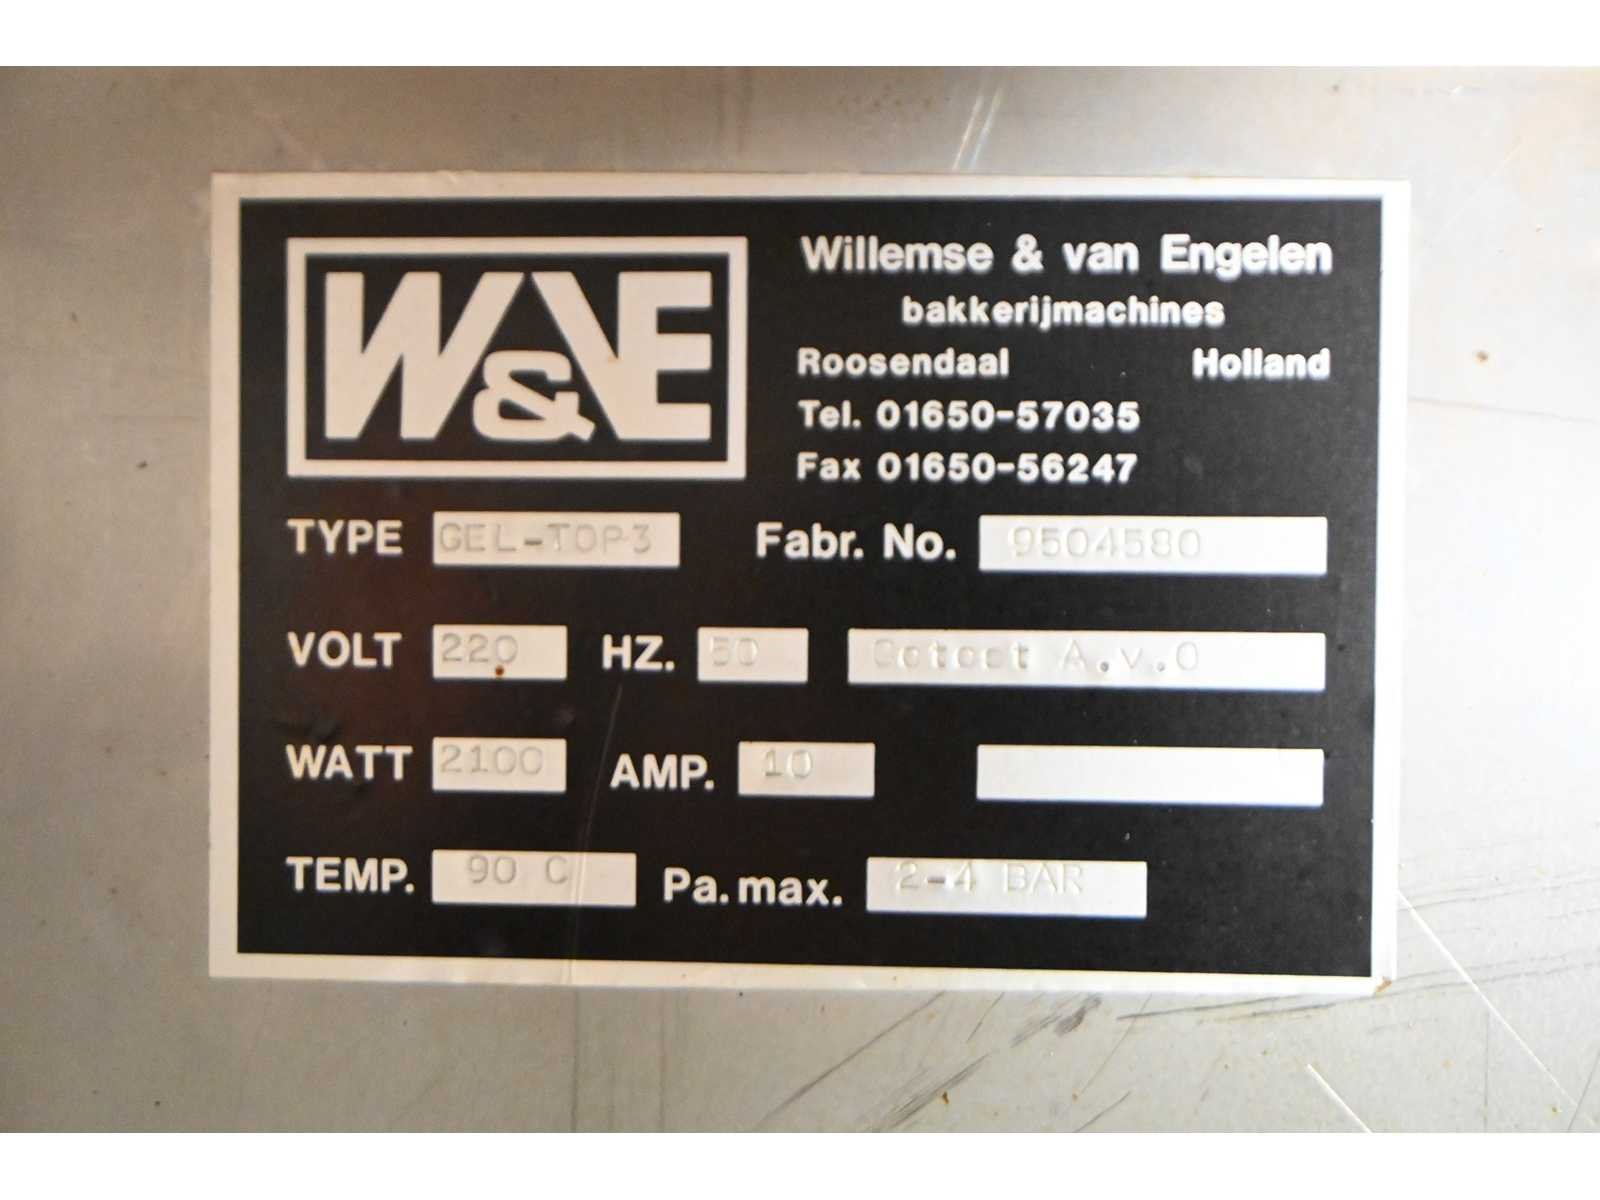 W&VE
Willemse & van Engelen
bakkerijmachines
Roosendaal Holland
Tel. 01650-57035
Fax 01650-56247
TYPE GEL-TOP3 Fabr. No. 9504580
VOLT 220 HZ. 50 A.v.O
WATT 2100 AMP. 10
TEMP. 90 C Pa.max. 2-4 BAR